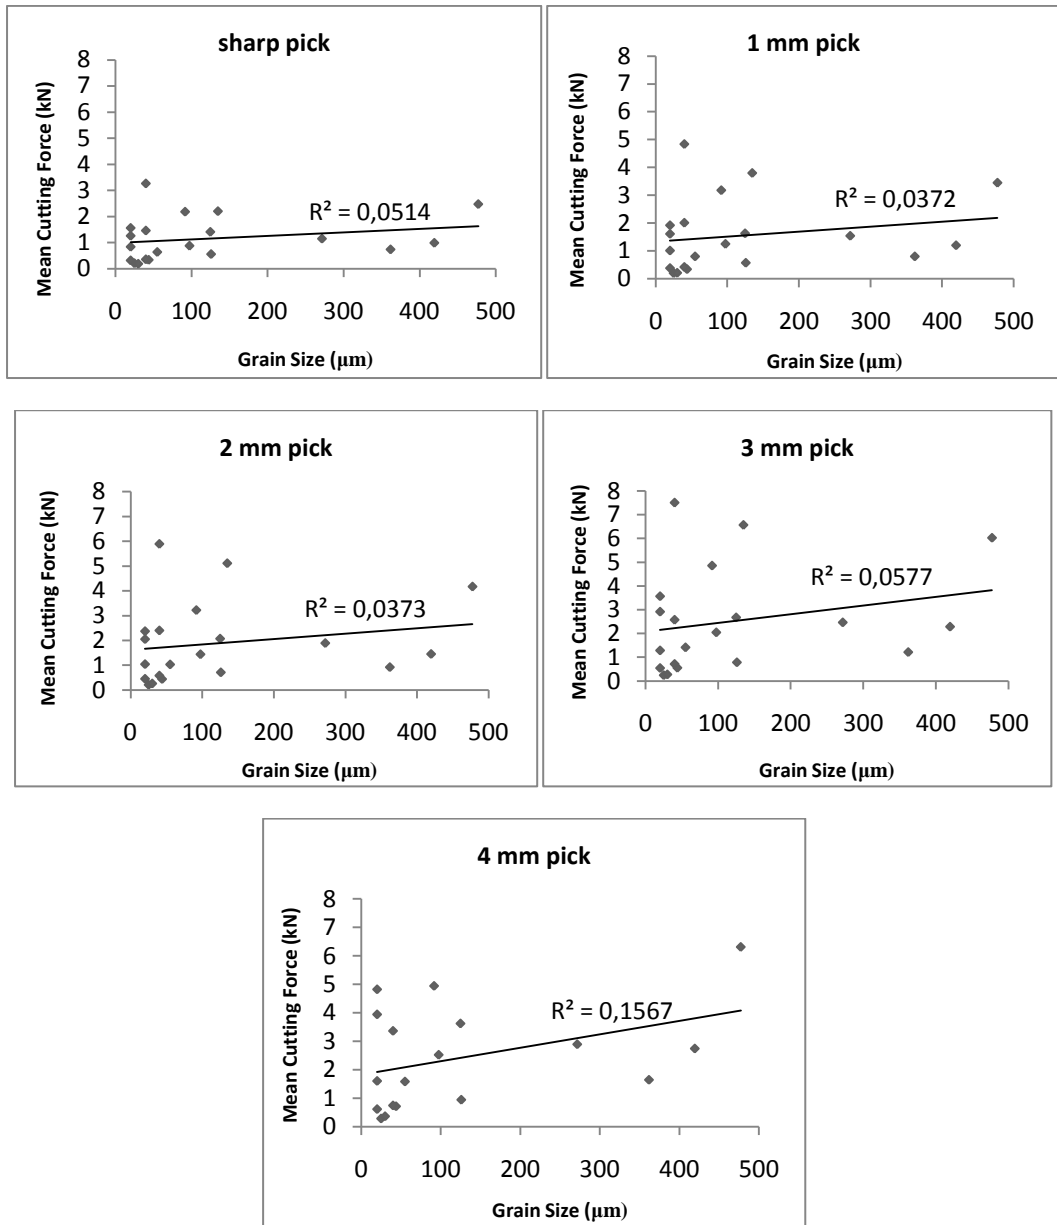 sharp pick
8
7
6
5
4
3
2
1
0
Mean Cutting Force (kN)
R² = 0,0514
0 100 200 300 400 500
Grain Size (µm)
1 mm pick
8
7
6
5
4
3
2
1
0
Mean Cutting Force (kN)
R² = 0,0372
0 100 200 300 400 500
Grain Size (µm)
2 mm pick
8
7
6
5
4
3
2
1
0
Mean Cutting Force (kN)
R² = 0,0373
0 100 200 300 400 500
Grain Size (µm)
3 mm pick
8
7
6
5
4
3
2
1
0
Mean Cutting Force (kN)
R² = 0,0577
0 100 200 300 400 500
Grain Size (µm)
4 mm pick
8
7
6
5
4
3
2
1
0
Mean Cutting Force (kN)
R² = 0,1567
0 100 200 300 400 500
Grain Size (µm)